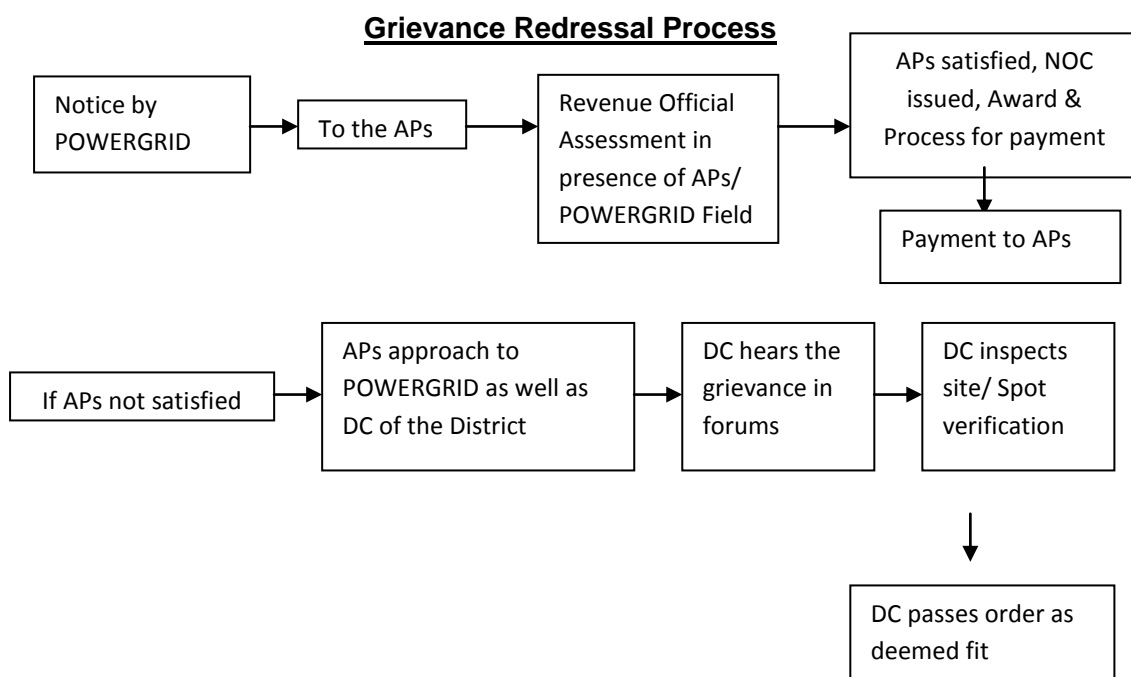 Grievance Redressal Process
Notice by
POWERGRID
To the APs
Revenue Official
Assessment in
presence of APs/
POWERGRID Field
APs satisfied, NOC
issued, Award &
Process for payment
Payment to APs
If APs not satisfied
APs approach to
POWERGRID as well as
DC of the District
DC hears the
grievance in
forums
DC inspects
site/ Spot
verification
DC passes order as
deemed fit